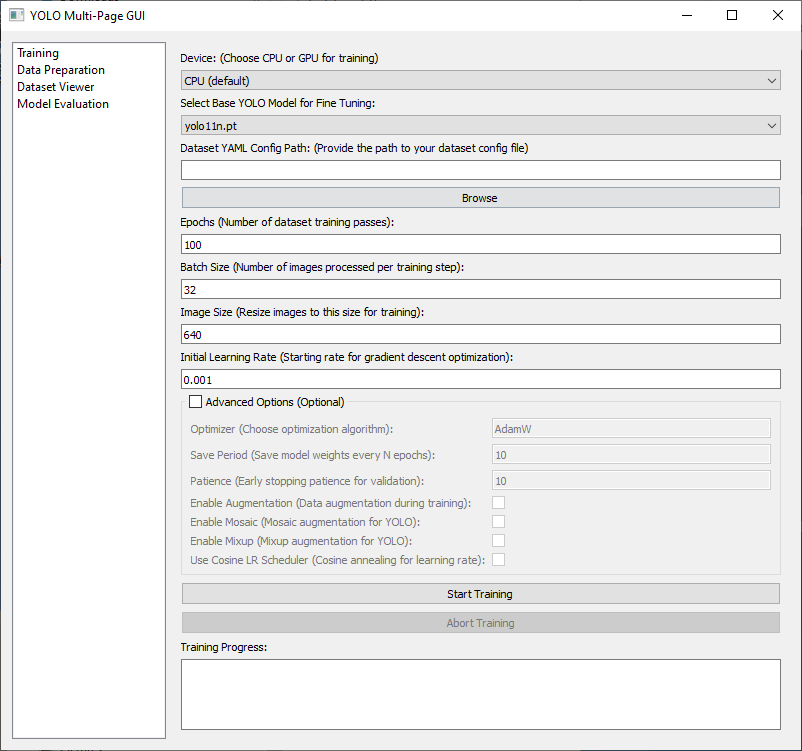 YOLO Multi-Page GUI
Training
Data Preparation
Dataset Viewer
Model Evaluation
Device: (Choose CPU or GPU for training)
CPU (default)
Select Base YOLO Model for Fine Tuning:
yolo11n.pt
Dataset YAML Config Path: (Provide the path to your dataset config file)
Browse
Epochs (Number of dataset training passes):
100
Batch Size (Number of images processed per training step):
32
Image Size (Resize images to this size for training):
640
Initial Learning Rate (Starting rate for gradient descent optimization):
0.001
Advanced Options (Optional)
Optimizer (Choose optimization algorithm): AdamW
Save Period (Save model weights every N epochs): 10
Patience (Early stopping patience for validation): 10
Enable Augmentation (Data augmentation during training):
Enable Mosaic (Mosaic augmentation for YOLO):
Enable Mixup (Mixup augmentation for YOLO):
Use Cosine LR Scheduler (Cosine annealing for learning rate):
Start Training
Abort Training
Training Progress: